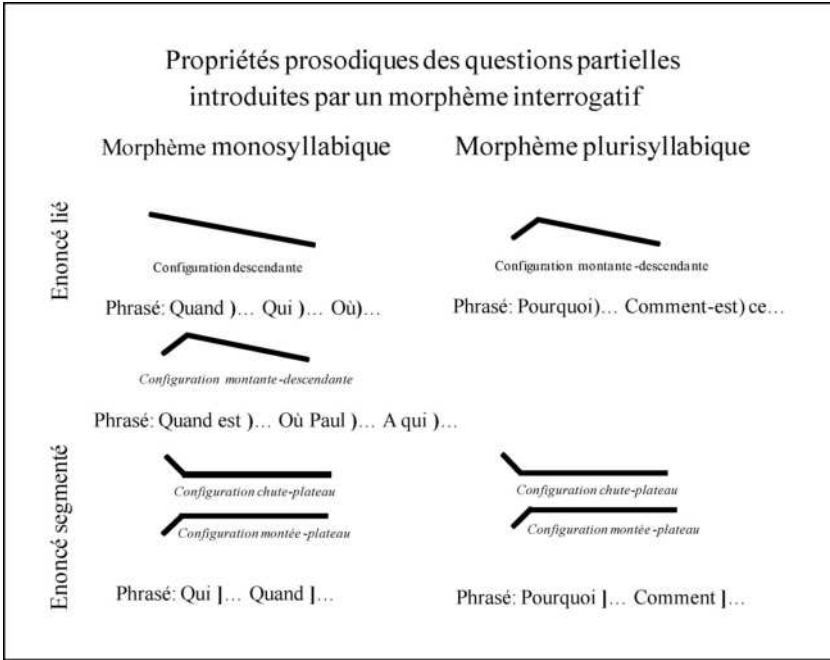 Propriétés prosodiques des questions partielles
introduites par un morphème interrogatif
Morphème monosyllabique
Morphème plurisyllabique
Enoncé lié
Configuration descendante
Configuration montante-descendante
Phrasé: Quand )… Qui )… Où)…
Phrasé: Pourquoi)… Comment-est) ce…
Configuration montante-descendante
Phrasé: Quand est )… Où Paul )… A qui )…
Enoncé segmenté
Configuration chute-plateau
Configuration chute-plateau
Configuration montée-plateau
Configuration montée-plateau
Phrasé: Qui ]… Quand ]…
Phrasé: Pourquoi ]… Comment ]…